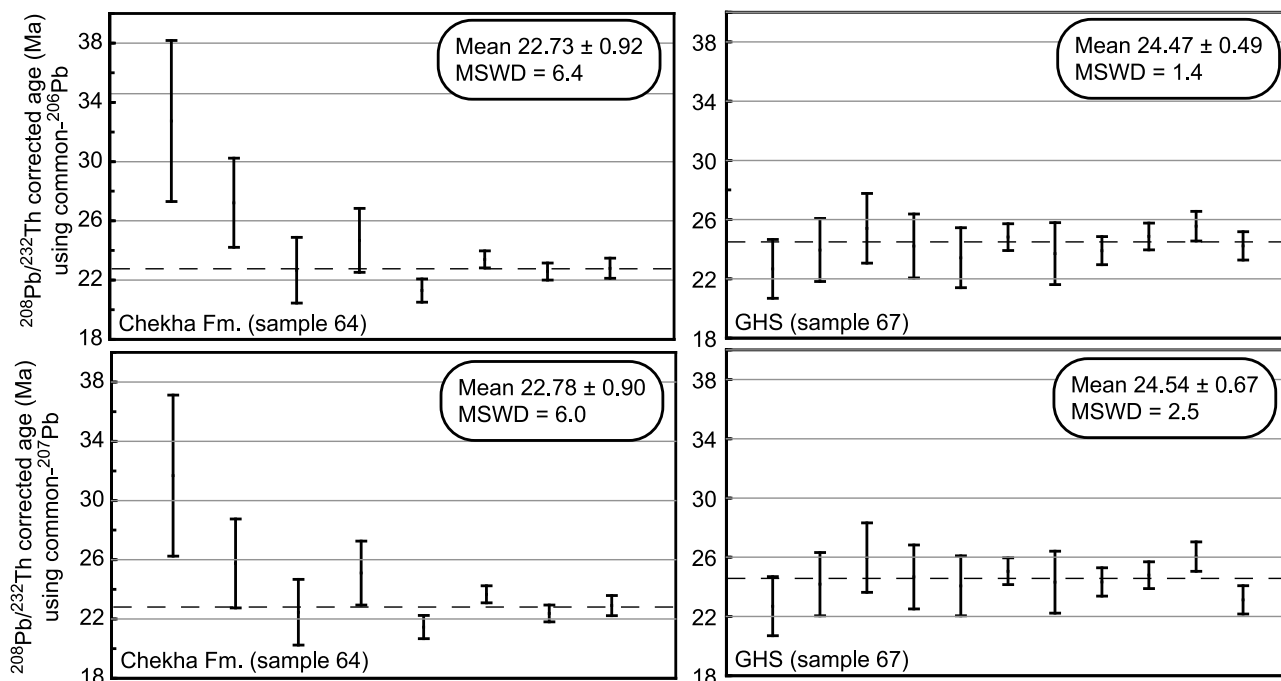 ²⁰⁸Pb/²³²Th corrected age (Ma)
using common-²⁰⁶Pb
38
34
30
26
22
18
Mean 22.73 ± 0.92
MSWD = 6.4
Chekha Fm. (sample 64)
38
34
30
26
22
18
Mean 24.47 ± 0.49
MSWD = 1.4
GHS (sample 67)
²⁰⁸Pb/²³²Th corrected age (Ma)
using common-²⁰⁷Pb
38
34
30
26
22
18
Mean 22.78 ± 0.90
MSWD = 6.0
Chekha Fm. (sample 64)
38
34
30
26
22
18
Mean 24.54 ± 0.67
MSWD = 2.5
GHS (sample 67)